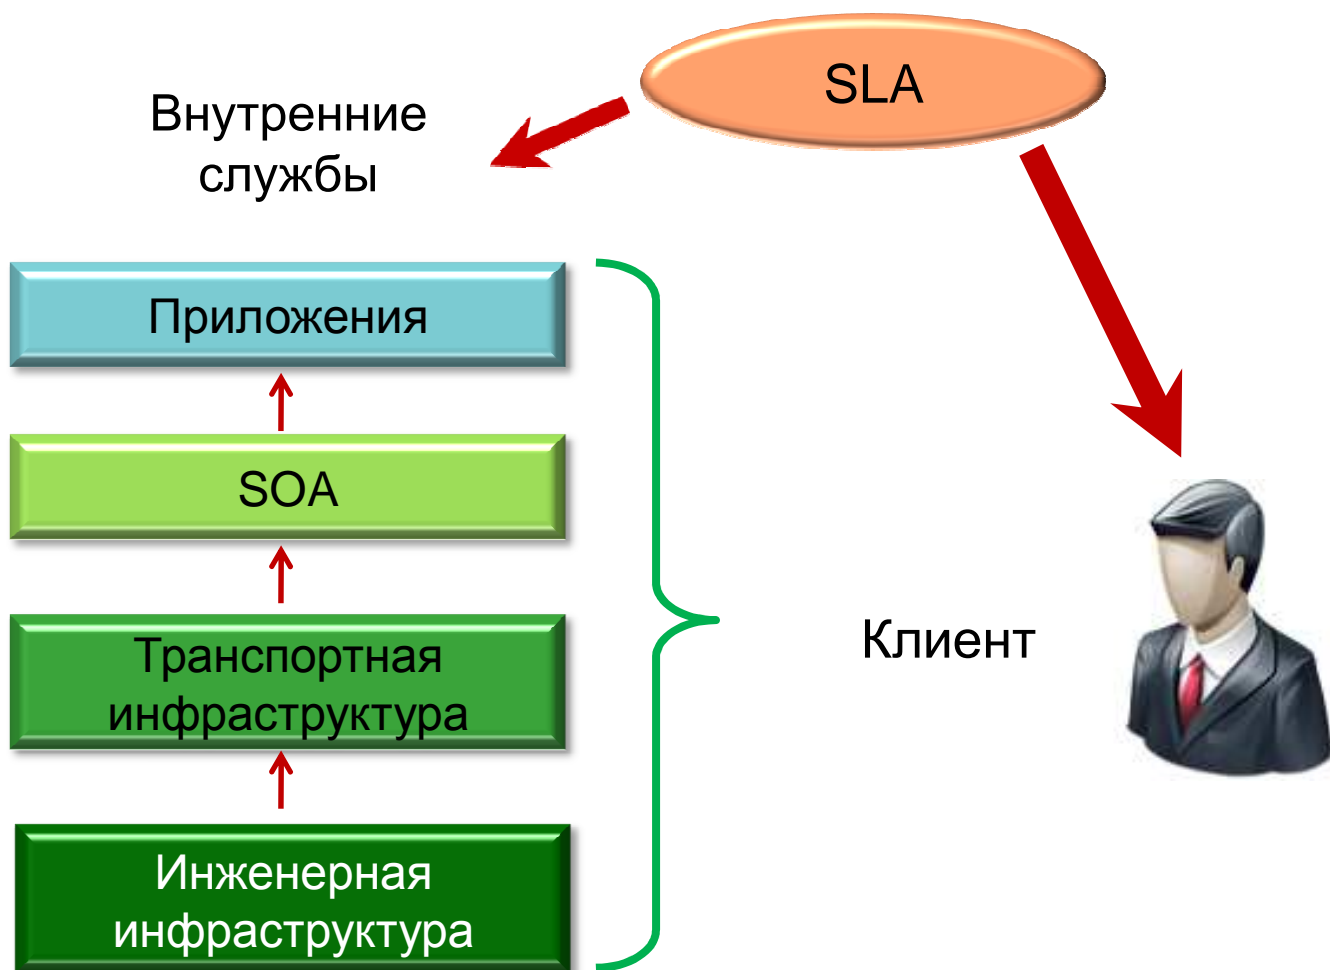 SLA
Внутренние
службы
Приложения
SOA
Транспортная
инфраструктура
Клиент
Инженерная
инфраструктура